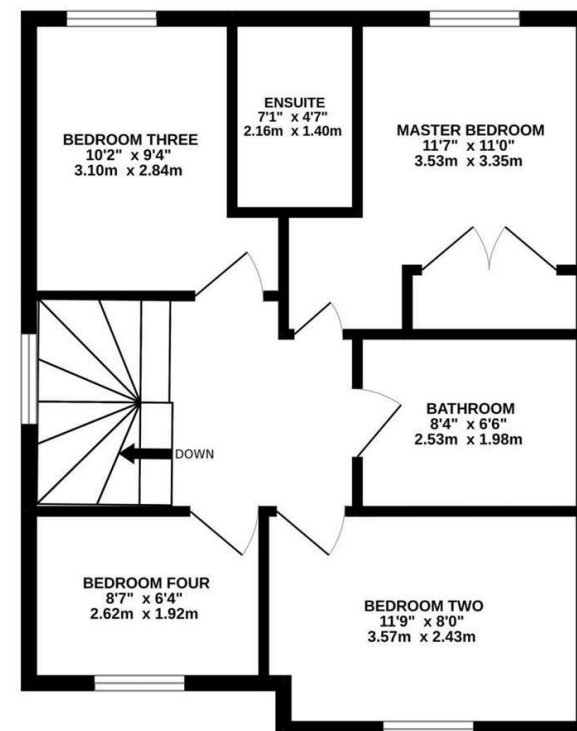 BEDROOM THREE
10'2" x 9'4"
3.10m x 2.84m
ENSUITE
7'1" x 4'7"
2.16m x 1.40m
MASTER BEDROOM
11'7" x 11'0"
3.53m x 3.35m
BATHROOM
8'4" x 6'6"
2.53m x 1.98m
DOWN
BEDROOM FOUR
8'7" x 6'4"
2.62m x 1.92m
BEDROOM TWO
11'9" x 8'0"
3.57m x 2.43m